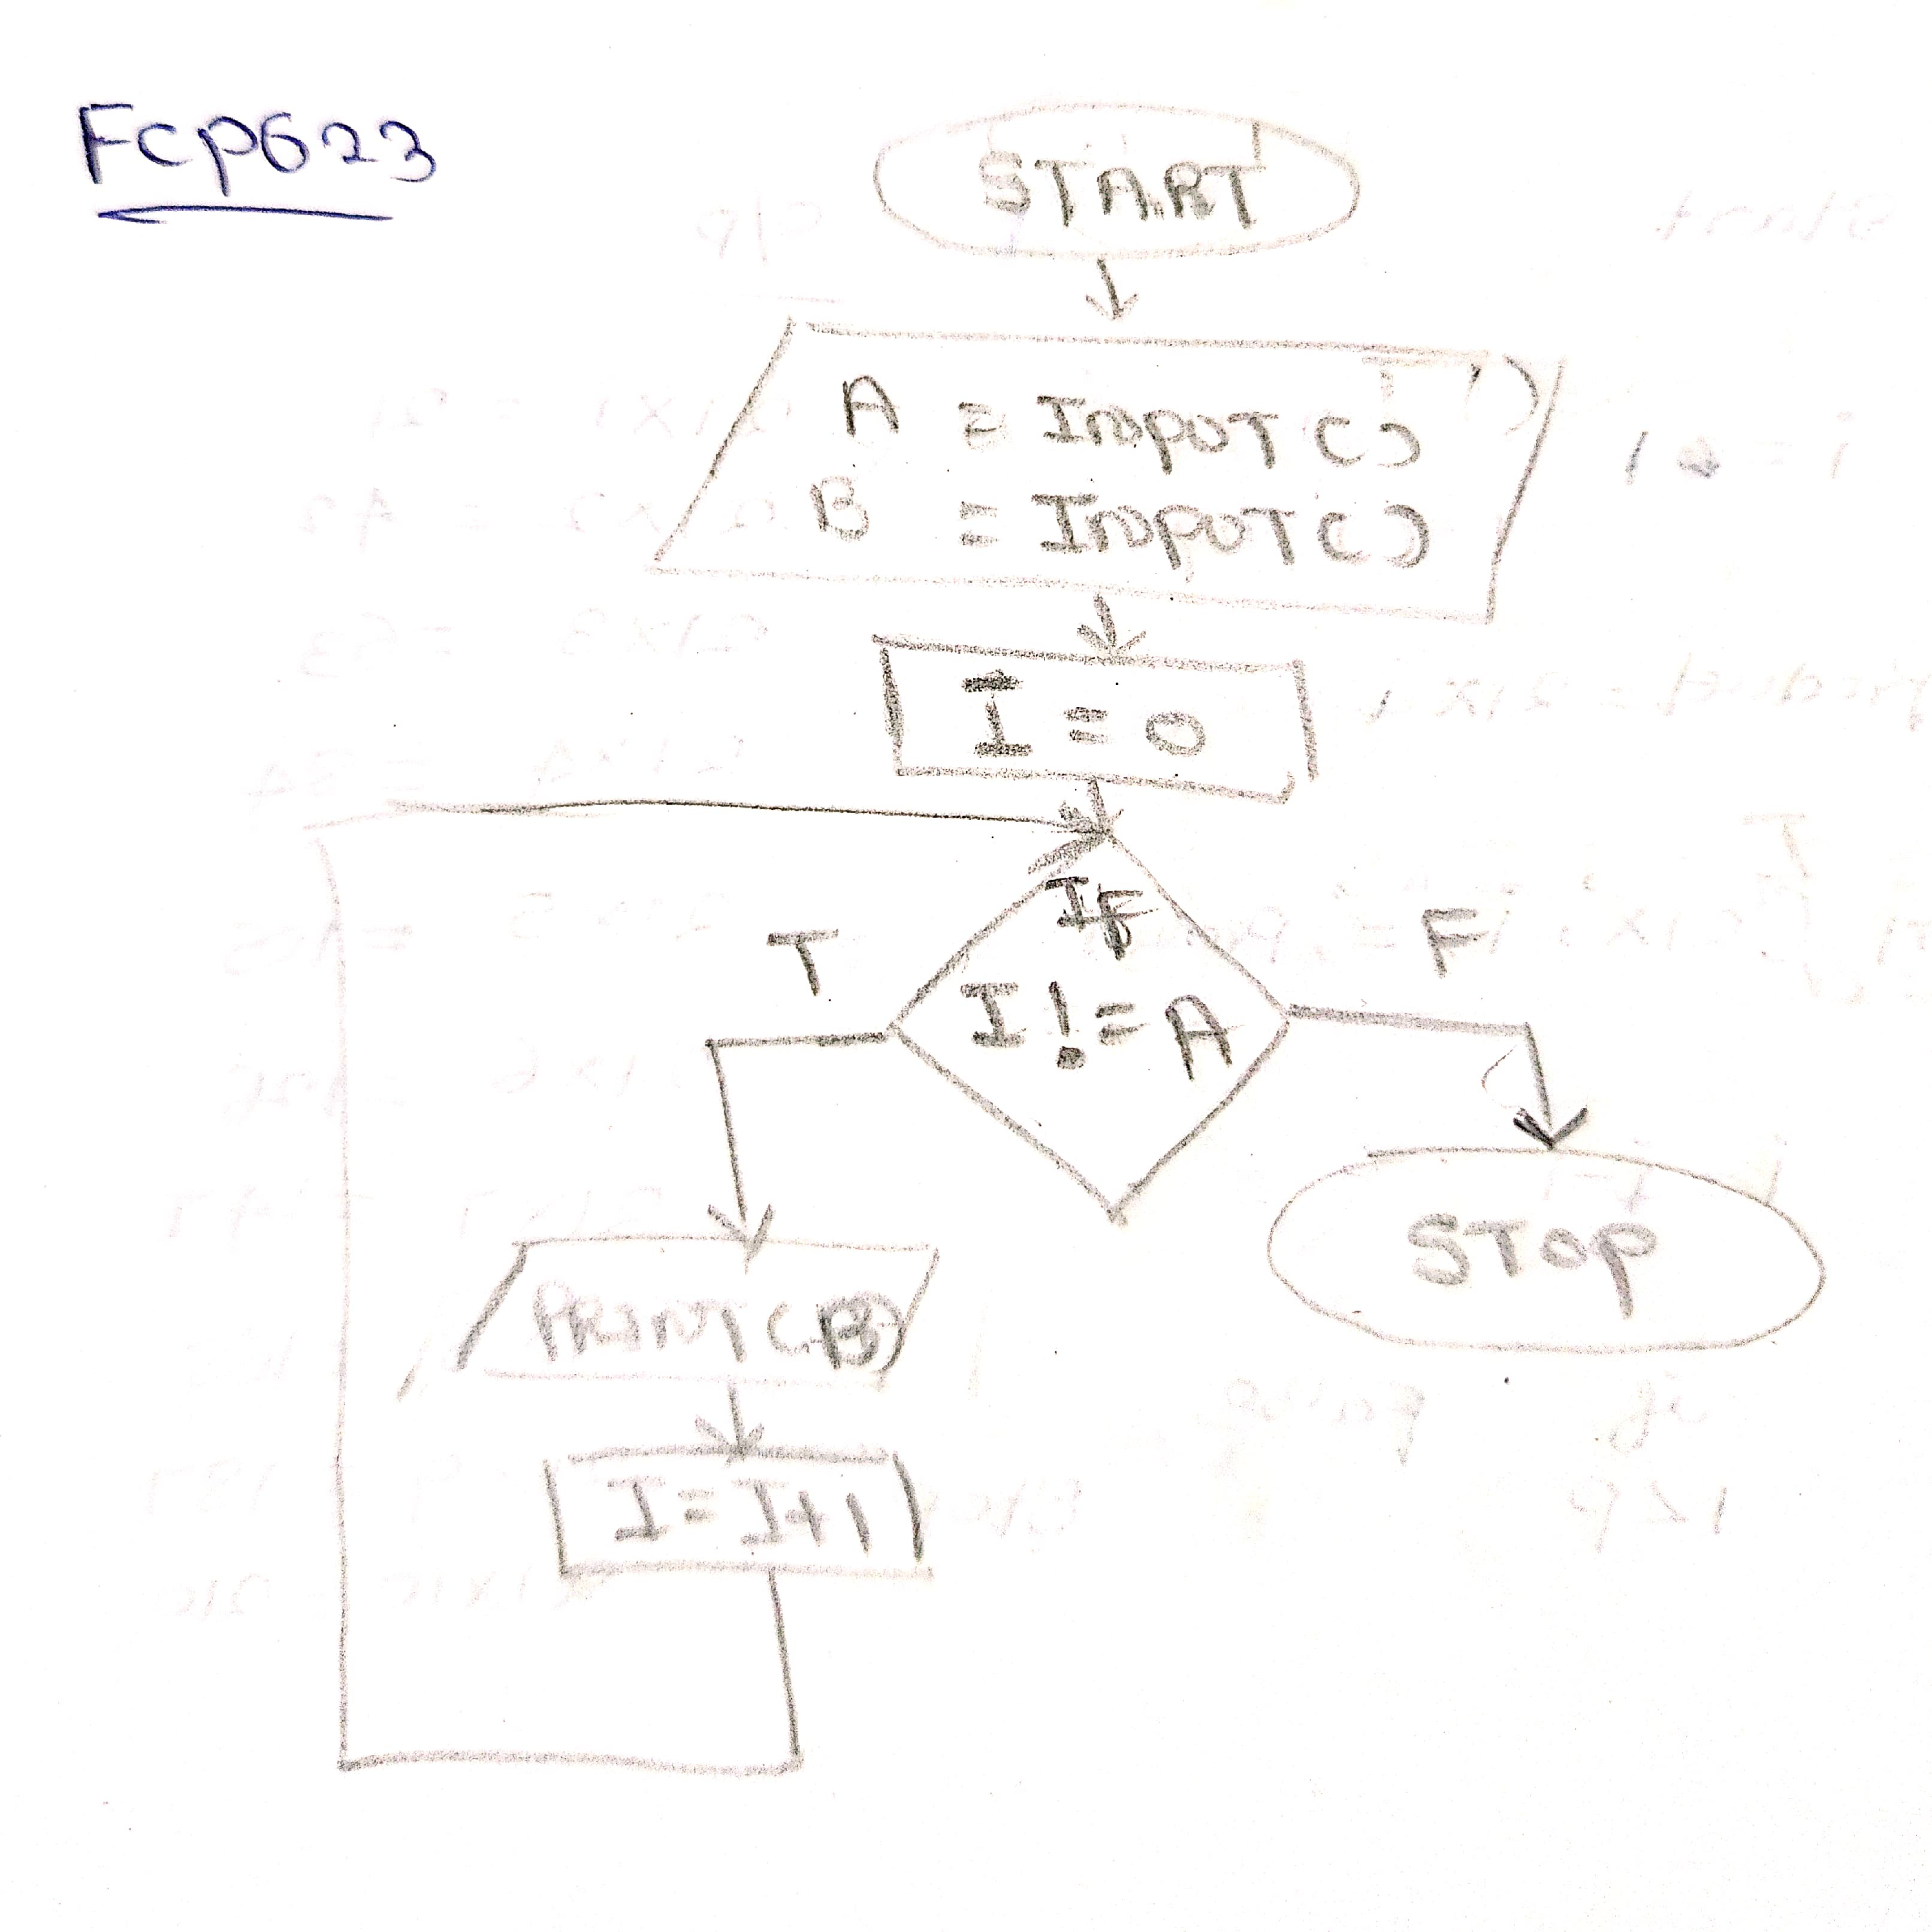 Fcp623
START
A = INPUT()
B = INPUT()
I = 0
IF
I != A
T
F
PRINT(B)
STOP
I = I+1